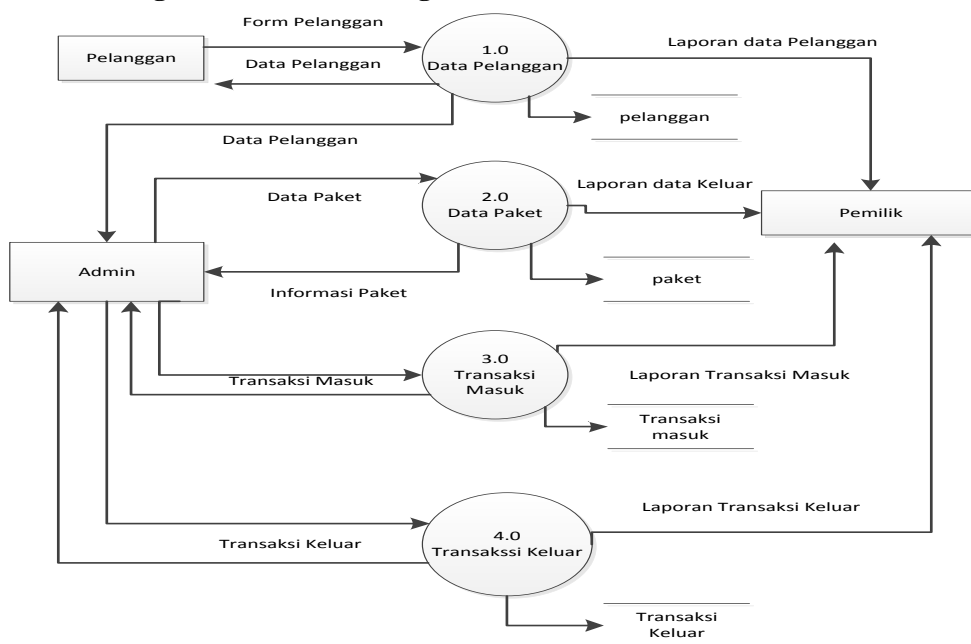 Form Pelanggan
Pelanggan
Data Pelanggan
1.0
Data Pelanggan
Laporan data Pelanggan
pelanggan
Data Pelanggan
Data Paket
2.0
Data Paket
Laporan data Keluar
Pemilik
Admin
Informasi Paket
paket
3.0
Transaksi
Masuk
Transaksi Masuk
Laporan Transaksi Masuk
Transaksi
masuk
Laporan Transaksi Keluar
4.0
Transakssi Keluar
Transaksi Keluar
Transaksi
Keluar